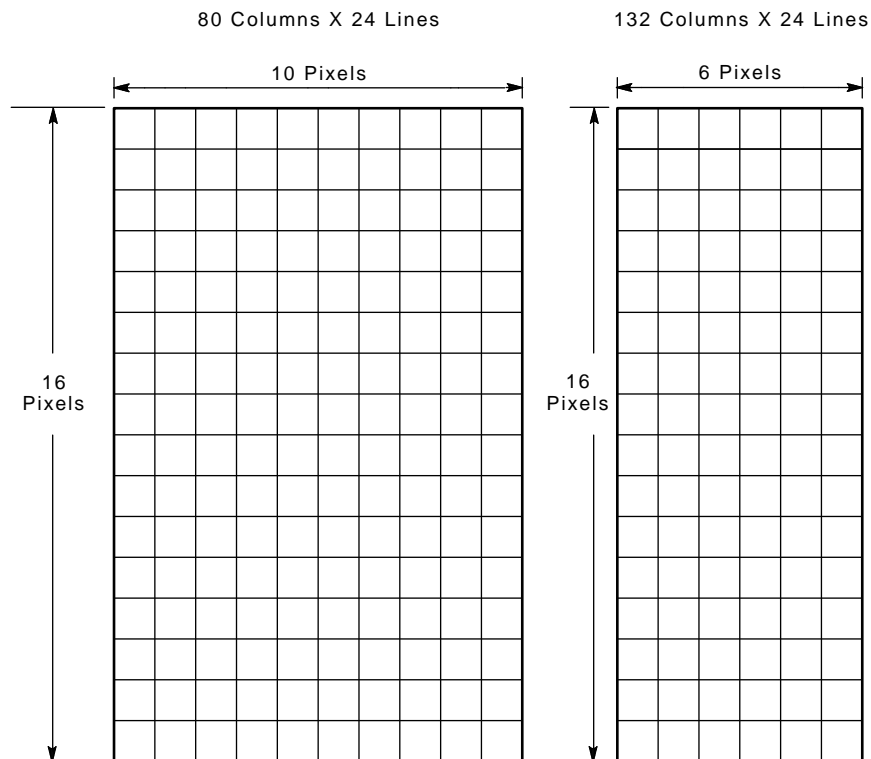 80 Columns X 24 Lines
132 Columns X 24 Lines
10 Pixels
6 Pixels
16
Pixels
16
Pixels